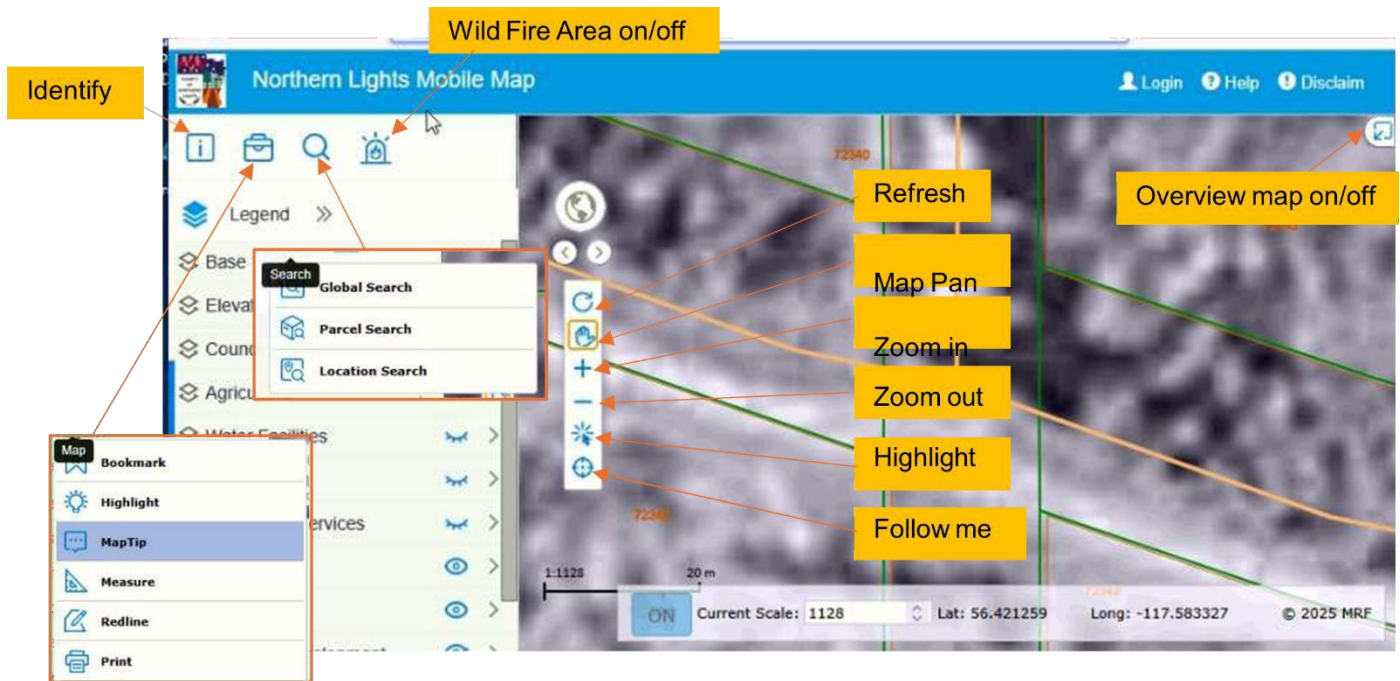 Wild Fire Area on/off
Identify
Northern Lights Mobile Map
Login Help Disclaim
Legend
Base
Elevat
Counc
Agricu
Water Facilities
ervices
Search
Global Search
Parcel Search
Location Search
Map
Bookmark
Highlight
MapTip
Measure
Redline
Print
72340
Refresh
Map Pan
Zoom in
Zoom out
Highlight
Follow me
Overview map on/off
1:1128 20 m
ON Current Scale: 1128 Lat: 56.421259 Long: -117.583327 © 2025 MRF